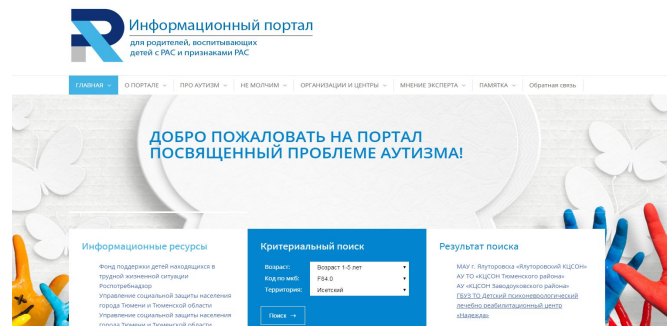 Информационный портал
для родителей, воспитывающих
детей с РАС и признаками РАС
ГЛАВНАЯ О ПОРТАЛЕ ПРО АУТИЗМ НЕ МОЛЧИМ ОРГАНИЗАЦИИ И ЦЕНТРЫ МНЕНИЕ ЭКСПЕРТА ПАМЯТКА Обратная связь
ДОБРО ПОЖАЛОВАТЬ НА ПОРТАЛ
ПОСВЯЩЕННЫЙ ПРОБЛЕМЕ АУТИЗМА!
Информационные ресурсы
Фонд поддержки детей находящихся в
трудной жизненной ситуации
Роспотребнадзор
Управление социальной защиты населения
города Тюмени и Тюменской области
Управление социальной защиты населения
города Тюмени и Тюменской области
Критериальный поиск
Возраст: Возраст 1-5 лет
Код по мкб: F84.0
Территория: Исетский
Поиск →
Результат поиска
МАУ г. Ялуторовска «Ялуторовский КЦСОН»
АУ ТО «КЦСОН Тюменского района»
АУ «КЦСОН Заводоуковского района»
ГБУЗ ТО Детский психоневрологический
лечебно реабилитационный центр
«Надежда»